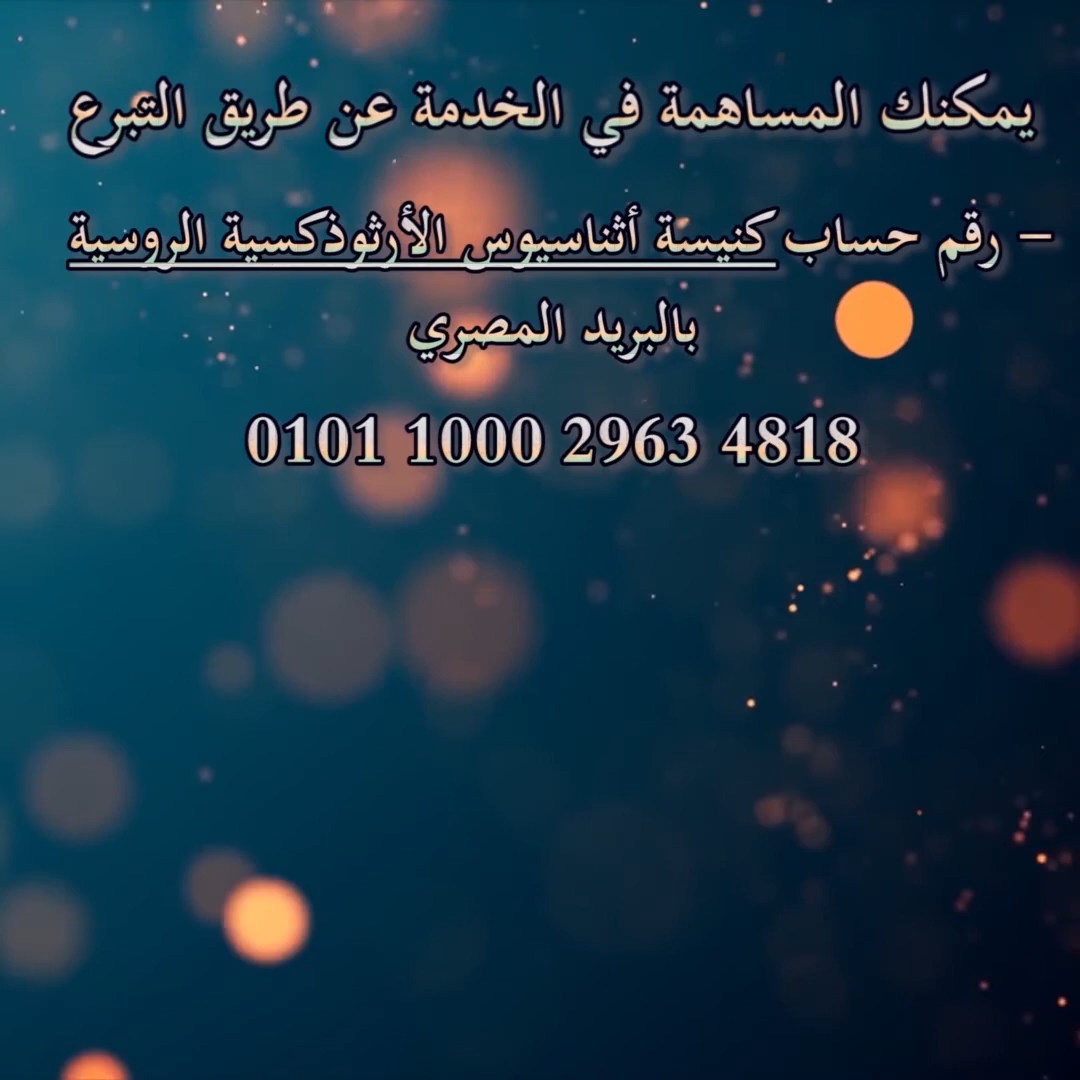 يمكنك المساهمة في الخدمة عن طريق التبرع
– رقم حساب كنيسة أثناسيوس الأرثوذكسية الروسية
بالبريد المصري
0101 1000 2963 4818